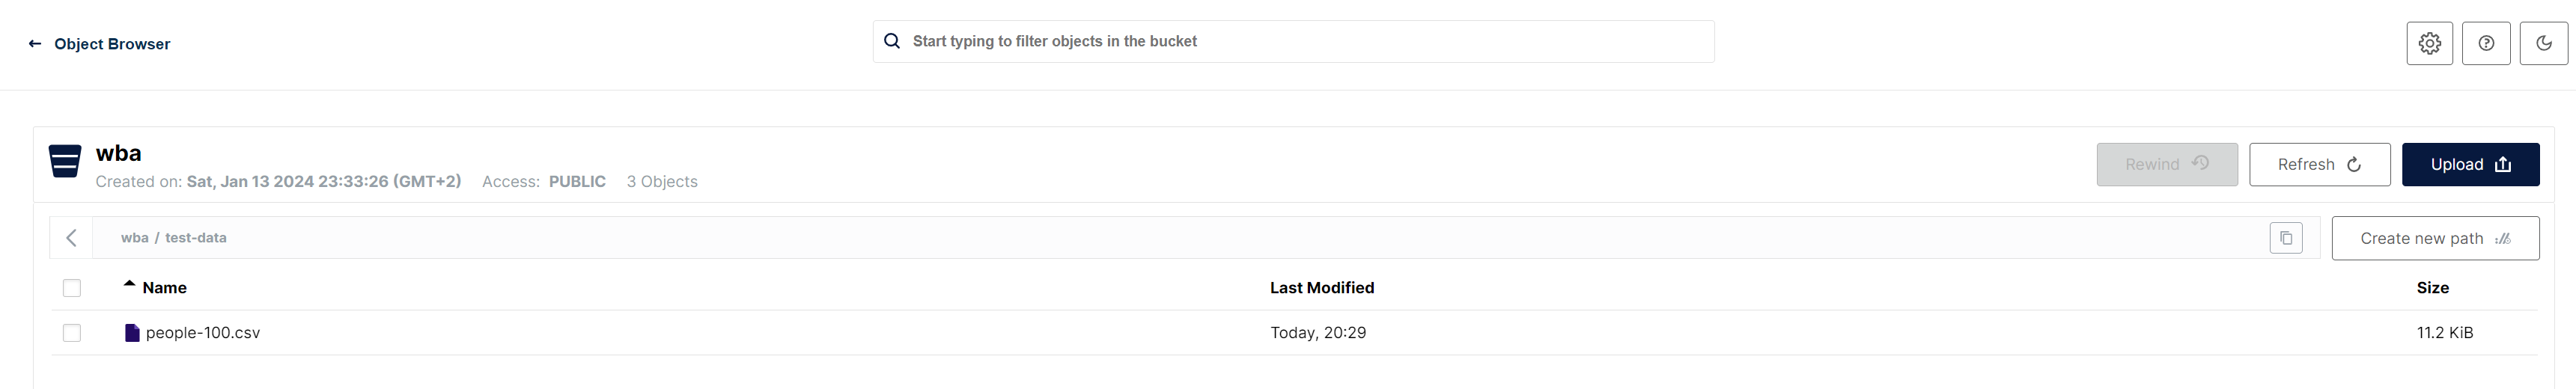 Object Browser
Start typing to filter objects in the bucket
wba
Created on: Sat, Jan 13 2024 23:33:26 (GMT+2) Access: PUBLIC 3 Objects
Rewind Refresh Upload
wba / test-data
Create new path
Name Last Modified Size
people-100.csv Today, 20:29 11.2 KiB